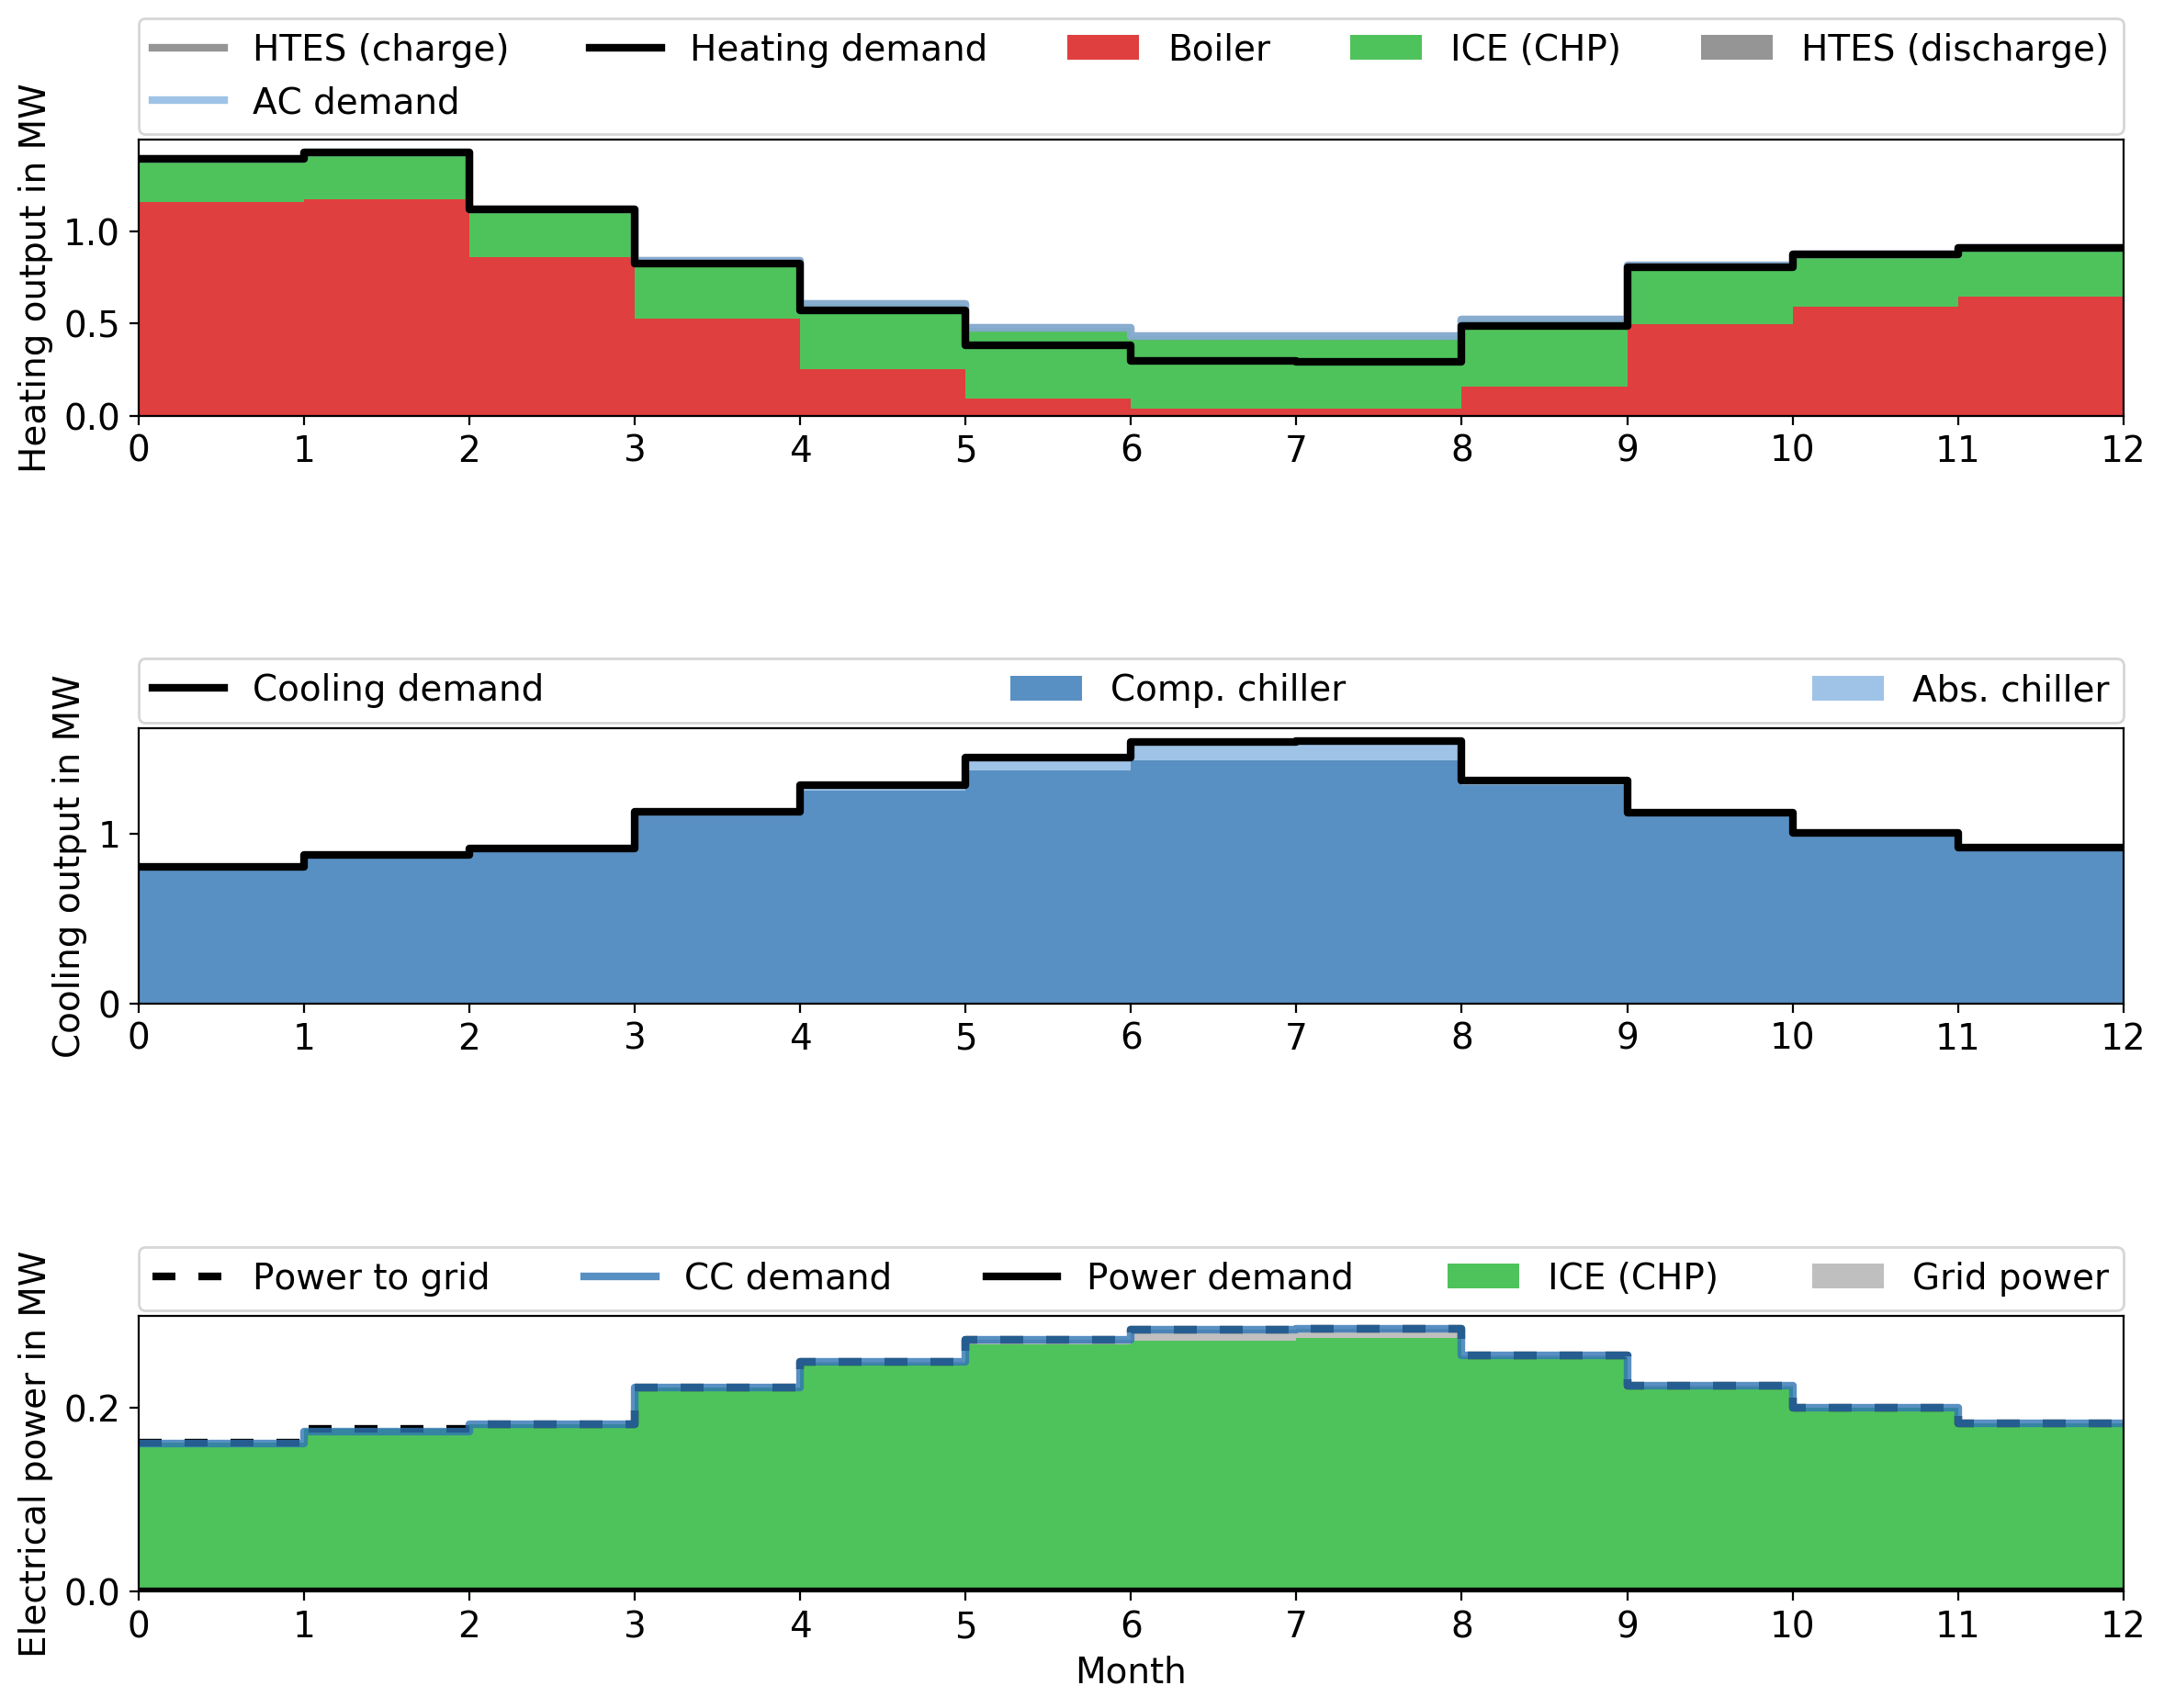 HTES (charge) Heating demand Boiler ICE (CHP) HTES (discharge)
AC demand
Heating output in MW
1.0
0.5
0.0
0 1 2 3 4 5 6 7 8 9 10 11 12
Cooling demand Comp. chiller Abs. chiller
Cooling output in MW
1
0
0 1 2 3 4 5 6 7 8 9 10 11 12
Power to grid CC demand Power demand ICE (CHP) Grid power
Electrical power in MW
0.2
0.0
0 1 2 3 4 5 6 7 8 9 10 11 12
Month